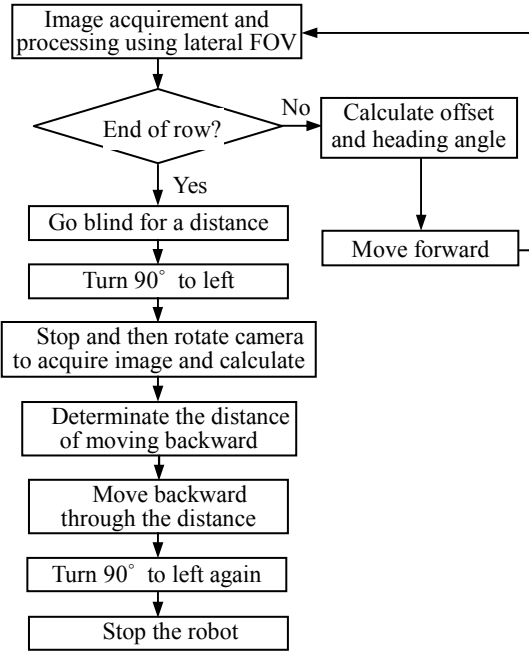 Image acquirement and
processing using lateral FOV
End of row?
No
Calculate offset
and heading angle
Move forward
Yes
Go blind for a distance
Turn 90° to left
Stop and then rotate camera
to acquire image and calculate
Determinate the distance
of moving backward
Move backward
through the distance
Turn 90° to left again
Stop the robot